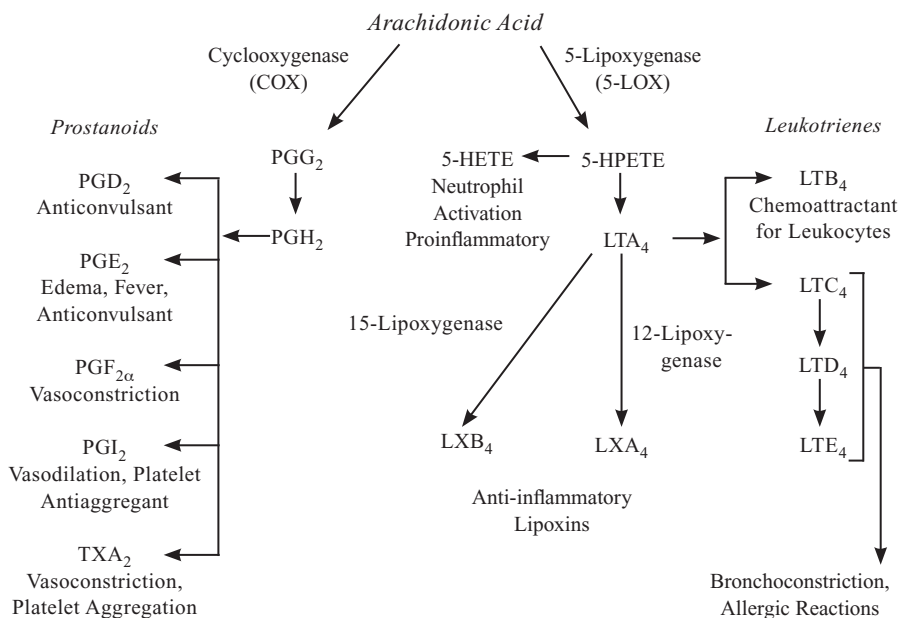 Arachidonic Acid
Cyclooxygenase
(COX)
5-Lipoxygenase
(5-LOX)
Prostanoids
Leukotrienes
PGG₂
PGH₂
PGD₂
Anticonvulsant
PGE₂
Edema, Fever,
Anticonvulsant
PGF₂α
Vasoconstriction
PGI₂
Vasodilation, Platelet
Antiaggregant
TXA₂
Vasoconstriction,
Platelet Aggregation
5-HETE
Neutrophil
Activation
Proinflammatory
5-HPETE
LTA₄
15-Lipoxygenase
12-Lipoxy-
genase
LXB₄
LXA₄
Anti-inflammatory
Lipoxins
LTB₄
Chemoattractant
for Leukocytes
LTC₄
LTD₄
LTE₄
Bronchoconstriction,
Allergic Reactions